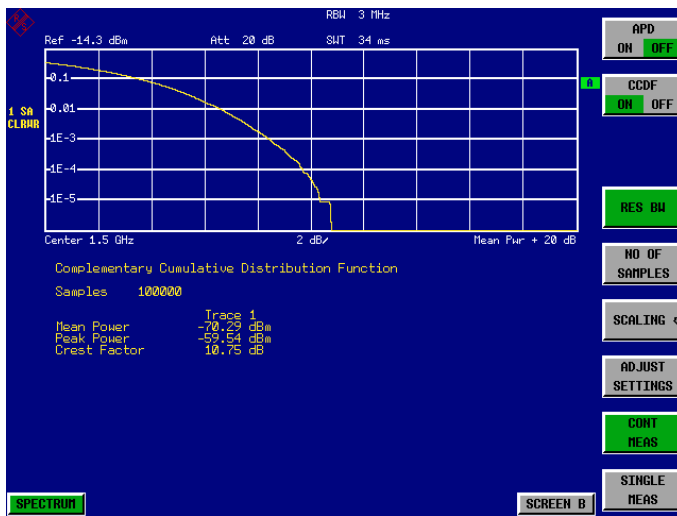 RBW 3 MHz
Ref -14.3 dBm Att 20 dB SWT 34 ms
0.1
0.01
1E-3
1E-4
1E-5
1 SA
CLRWR
A
Center 1.5 GHz 2 dB/ Mean Pwr + 20 dB
Complementary Cumulative Distribution Function
Samples 100000
Trace 1
Mean Power -70.29 dBm
Peak Power -59.54 dBm
Crest Factor 10.75 dB
APD
ON OFF
CCDF
ON OFF
RES BW
NO OF
SAMPLES
SCALING
ADJUST
SETTINGS
CONT
MEAS
SINGLE
MEAS
SPECTRUM
SCREEN B